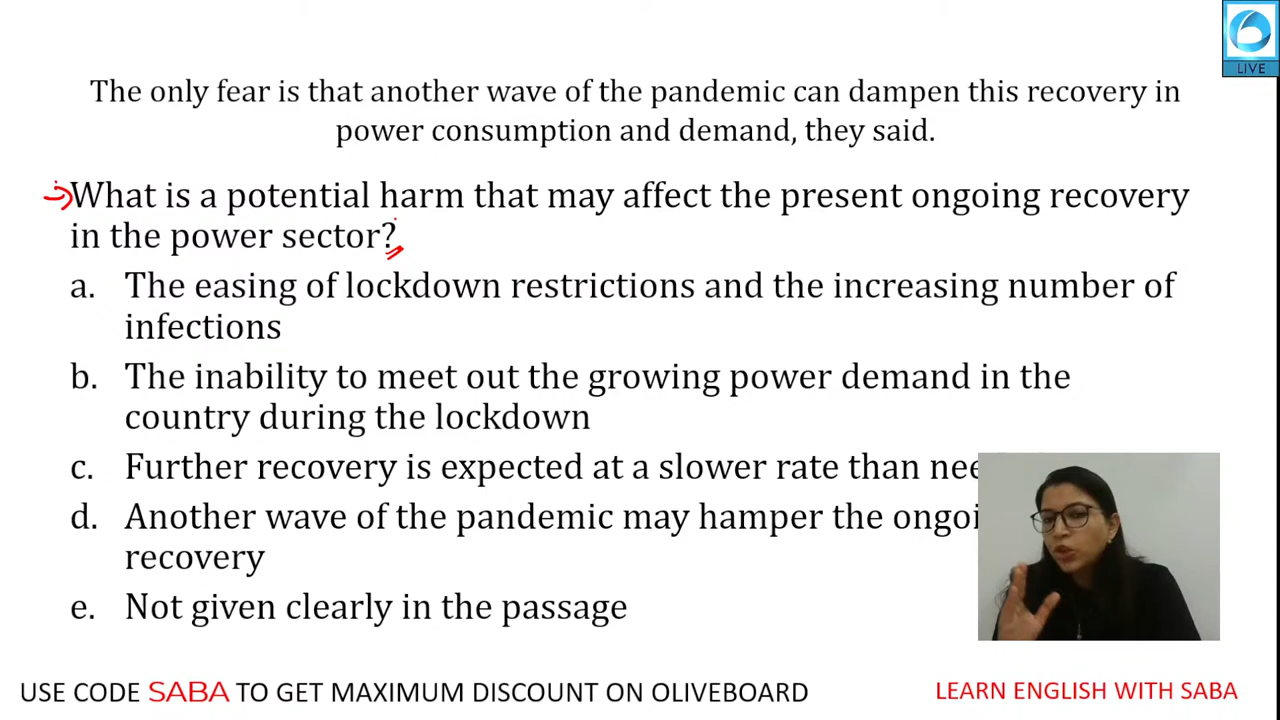 LIVE
The only fear is that another wave of the pandemic can dampen this recovery in
power consumption and demand, they said.
What is a potential harm that may affect the present ongoing recovery
in the power sector?
a. The easing of lockdown restrictions and the increasing number of
infections
b. The inability to meet out the growing power demand in the
country during the lockdown
c. Further recovery is expected at a slower rate than
d. Another wave of the pandemic may hamper the
recovery
e. Not given clearly in the passage
USE CODE SABA TO GET MAXIMUM DISCOUNT ON OLIVEBOARD
LEARN ENGLISH WITH SABA